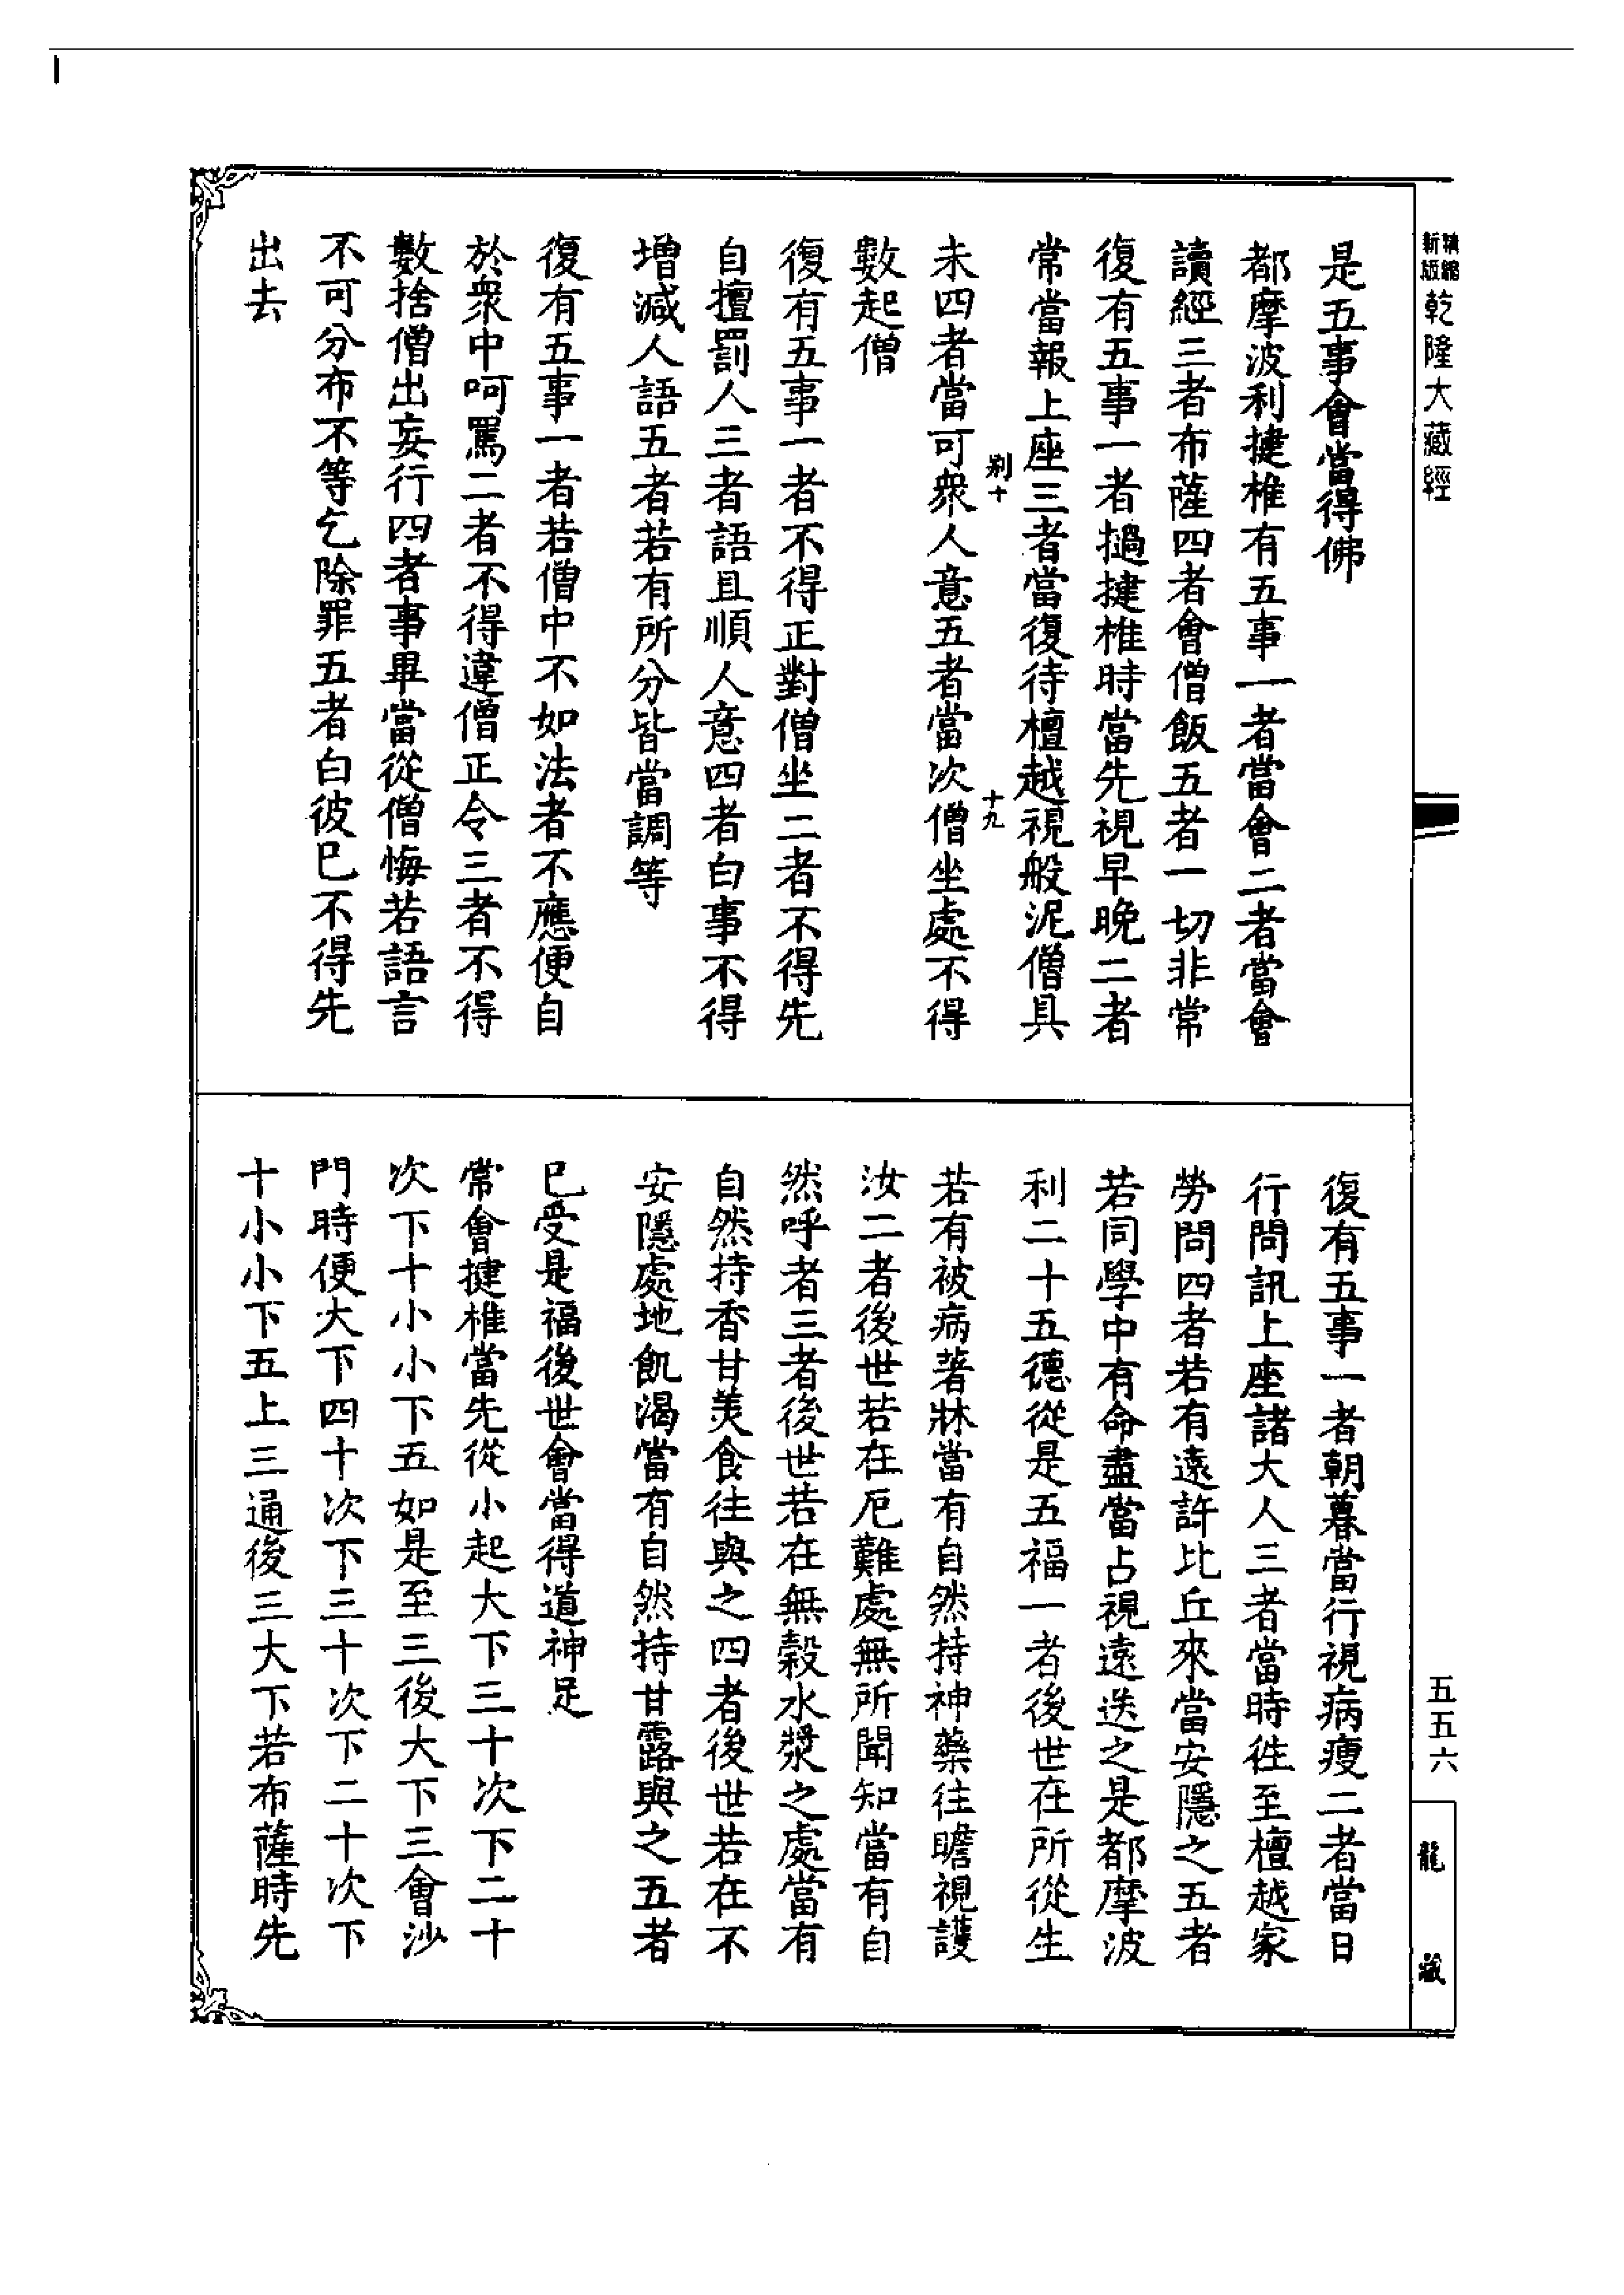 新版精縮乾隆大藏經
是五事會當得佛
都摩波利揵椎有五事一者當會二者當會
讀經三者布薩四者會僧飯五者一切非常
復有五事一者撾揵椎時當先視早晚二者
常當報上座三者當復待檀越視般泥僧具
剡十 十九
未四者當可衆人意五者當次僧坐處不得
數起僧
復有五事一者不得正對僧坐二者不得先
自擅罰人三者語且順人意四者白事不得
增減人語五者若有所分皆當調等
復有五事一者若僧中不如法者不應便自
於衆中呵罵二者不得違僧正令三者不得
數捨僧出妄行四者事畢當從僧悔若語言
不可分布不等乞除罪五者白彼已不得先
出去
復有五事一者朝暮當行視病瘦二者當日
行問訊上座諸大人三者當時徃至檀越家
勞問四者若有遠許比丘來當安隱之五者
若同學中有命盡當占視遠送之是都摩波
利二十五德從是五福一者後世在所從生
若有被病著牀當有自然持神藥往瞻視護
汝二者後世若在厄難處無所聞知當有自
然呼者三者後世若在無穀水漿之處當有
自然持香甘美食往與之四者後世若在不
安隱處地飢渴當有自然持甘露與之五者
已受是福後世會當得道神足
常會揵椎當先從小起大下三十次下二十
次下十小小下五如是至三後大下三會沙
門時便大下四十次下三十次下二十次下
十小小下五上三通後三大下若布薩時先
五五六
龍藏